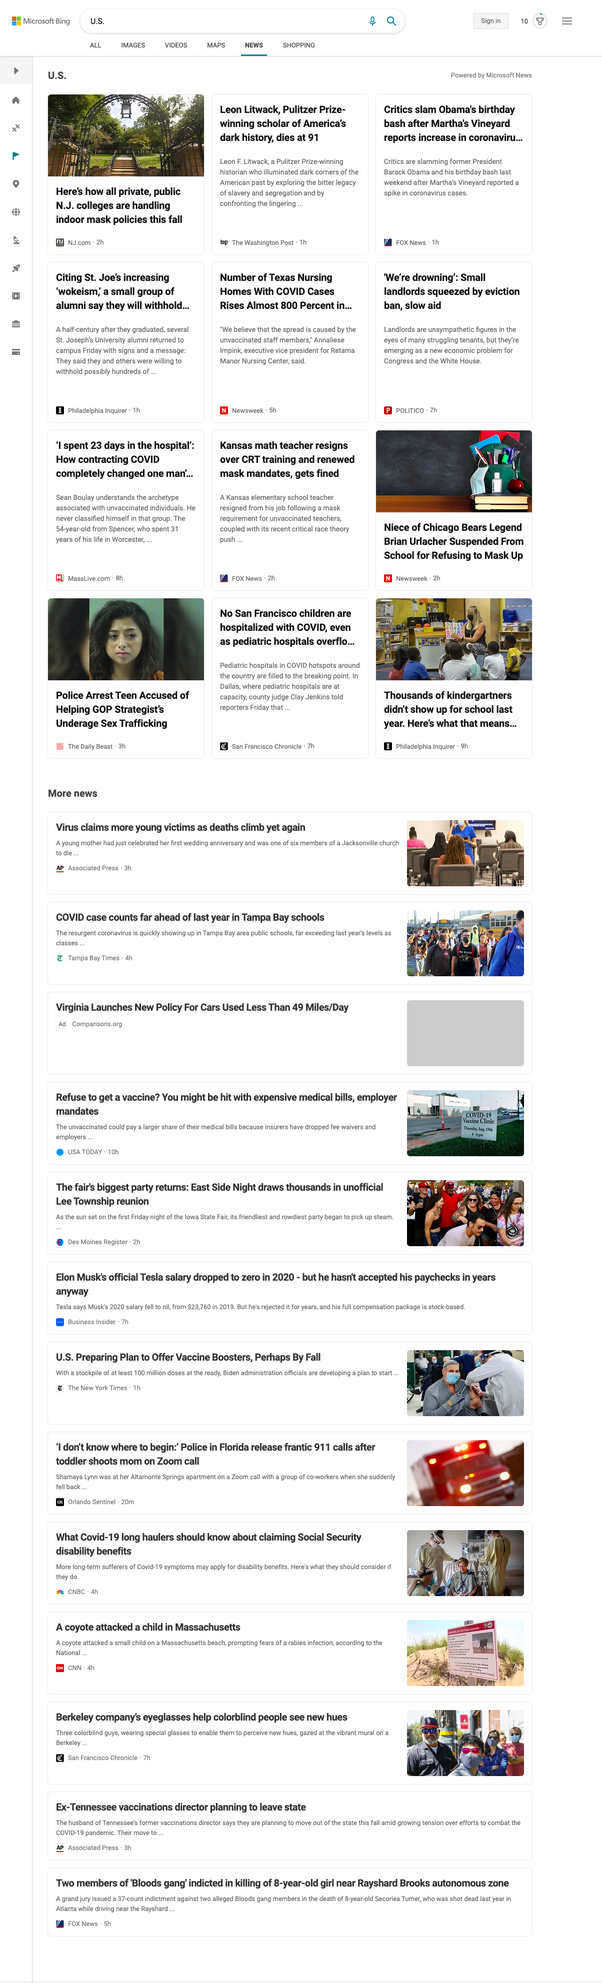 Microsoft Bing
U.S.
Sign in
10
ALL
IMAGES
VIDEOS
MAPS
NEWS
SHOPPING
U.S.
Powered by Microsoft News
Here's how all private, public
N.J. colleges are handling
indoor mask policies this fall
NJ.com · 2h
Leon Litwack, Pulitzer Prize-
winning scholar of America's
dark history, dies at 91
Leon F. Litwack, a Pulitzer Prize-winning
historian who illuminated dark corners of the
American past by exploring the bitter legacy
of slavery and segregation and by
confronting the lingering ...
The Washington Post · 1h
Critics slam Obama's birthday
bash after Martha's Vineyard
reports increase in coronaviru...
Critics are slamming former President
Barack Obama and his birthday bash last
weekend after Martha's Vineyard reported a
spike in coronavirus cases.
FOX News · 1h
Citing St. Joe's increasing
'wokeism,' a small group of
alumni say they will withhold...
A half-century after they graduated, several
St. Joseph's University alumni returned to
campus Friday with signs and a message:
They said they and others were willing to
withhold possibly hundreds of ...
Philadelphia Inquirer · 1h
Number of Texas Nursing
Homes With COVID Cases
Rises Almost 800 Percent in...
"We believe that the spread is caused by the
unvaccinated staff members," Annaliese
Impink, executive vice president for Retama
Manor Nursing Center, said.
Newsweek · 5h
'We're drowning': Small
landlords squeezed by eviction
ban, slow aid
Landlords are unsympathetic figures in the
eyes of many struggling tenants, but they're
emerging as a new economic problem for
Congress and the White House.
POLITICO · 7h
'I spent 23 days in the hospital':
How contracting COVID
completely changed one man'...
Sean Boulay understands the archetype
associated with unvaccinated individuals. He
never classified himself in that group. The
54-year-old from Spencer, who spent 31
years of his life in Worcester, ...
MassLive.com · 8h
Kansas math teacher resigns
over CRT training and renewed
mask mandates, gets fined
A Kansas elementary school teacher
resigned from his job following a mask
requirement for unvaccinated teachers,
coupled with its recent critical race theory
push ...
FOX News · 2h
Niece of Chicago Bears Legend
Brian Urlacher Suspended From
School for Refusing to Mask Up
Newsweek · 2h
Police Arrest Teen Accused of
Helping GOP Strategist's
Underage Sex Trafficking
The Daily Beast · 3h
No San Francisco children are
hospitalized with COVID, even
as pediatric hospitals overflo...
Pediatric hospitals in COVID hotspots around
the country are filled to the breaking point. In
Dallas, where pediatric hospitals are at
capacity, county judge Clay Jenkins told
reporters Friday that ...
San Francisco Chronicle · 7h
Thousands of kindergartners
didn't show up for school last
year. Here's what that means...
Philadelphia Inquirer · 9h
More news
Virus claims more young victims as deaths climb yet again
A young mother had just celebrated her first wedding anniversary and was one of six members of a Jacksonville church
to die ...
AP Associated Press · 3h
COVID case counts far ahead of last year in Tampa Bay schools
The resurgent coronavirus is quickly showing up in Tampa Bay area public schools, far exceeding last year's levels as
classes ...
Tampa Bay Times · 4h
Virginia Launches New Policy For Cars Used Less Than 49 Miles/Day
Ad Comparisons.org
Refuse to get a vaccine? You might be hit with expensive medical bills, employer
mandates
The unvaccinated could pay a larger share of their medical bills because insurers have dropped fee waivers and
employers ...
USA TODAY · 10h
COVID-19
Vaccine Clinic
The fair's biggest party returns: East Side Night draws thousands in unofficial
Lee Township reunion
As the sun set on the first Friday night of the Iowa State Fair, its friendliest and rowdiest party began to pick up steam.
...
Des Moines Register · 2h
Elon Musk's official Tesla salary dropped to zero in 2020 - but he hasn't accepted his paychecks in years
anyway
Tesla says Musk's 2020 salary fell to nil, from $23,760 in 2019. But he's rejected it for years, and his full compensation package is stock-based.
Business Insider · 7h
U.S. Preparing Plan to Offer Vaccine Boosters, Perhaps By Fall
With a stockpile of at least 100 million doses at the ready, Biden administration officials are developing a plan to start ...
The New York Times · 1h
'I don't know where to begin:' Police in Florida release frantic 911 calls after
toddler shoots mom on Zoom call
Shamaya Lynn was at her Altamonte Springs apartment on a Zoom call with a group of co-workers when she suddenly
fell back ...
Orlando Sentinel · 20m
What Covid-19 long haulers should know about claiming Social Security
disability benefits
More long-term sufferers of Covid-19 symptoms may apply for disability benefits. Here's what they should consider if
they do.
CNBC · 4h
A coyote attacked a child in Massachusetts
A coyote attacked a small child on a Massachusetts beach, prompting fears of a rabies infection, according to the
National ...
CNN · 4h
Berkeley company's eyeglasses help colorblind people see new hues
Three colorblind guys, wearing special glasses to enable them to perceive new hues, gazed at the vibrant mural on a
Berkeley ...
San Francisco Chronicle · 7h
Ex-Tennessee vaccinations director planning to leave state
The husband of Tennessee's former vaccinations director says they are planning to move out of the state this fall amid growing tension over efforts to combat the
COVID-19 pandemic. Their move to ...
AP Associated Press · 3h
Two members of 'Bloods gang' indicted in killing of 8-year-old girl near Rayshard Brooks autonomous zone
A grand jury issued a 37-count indictment against two alleged Bloods gang members in the death of 8-year-old Secoriea Turner, who was shot dead last year in
Atlanta while driving near the Rayshard ...
FOX News · 5h